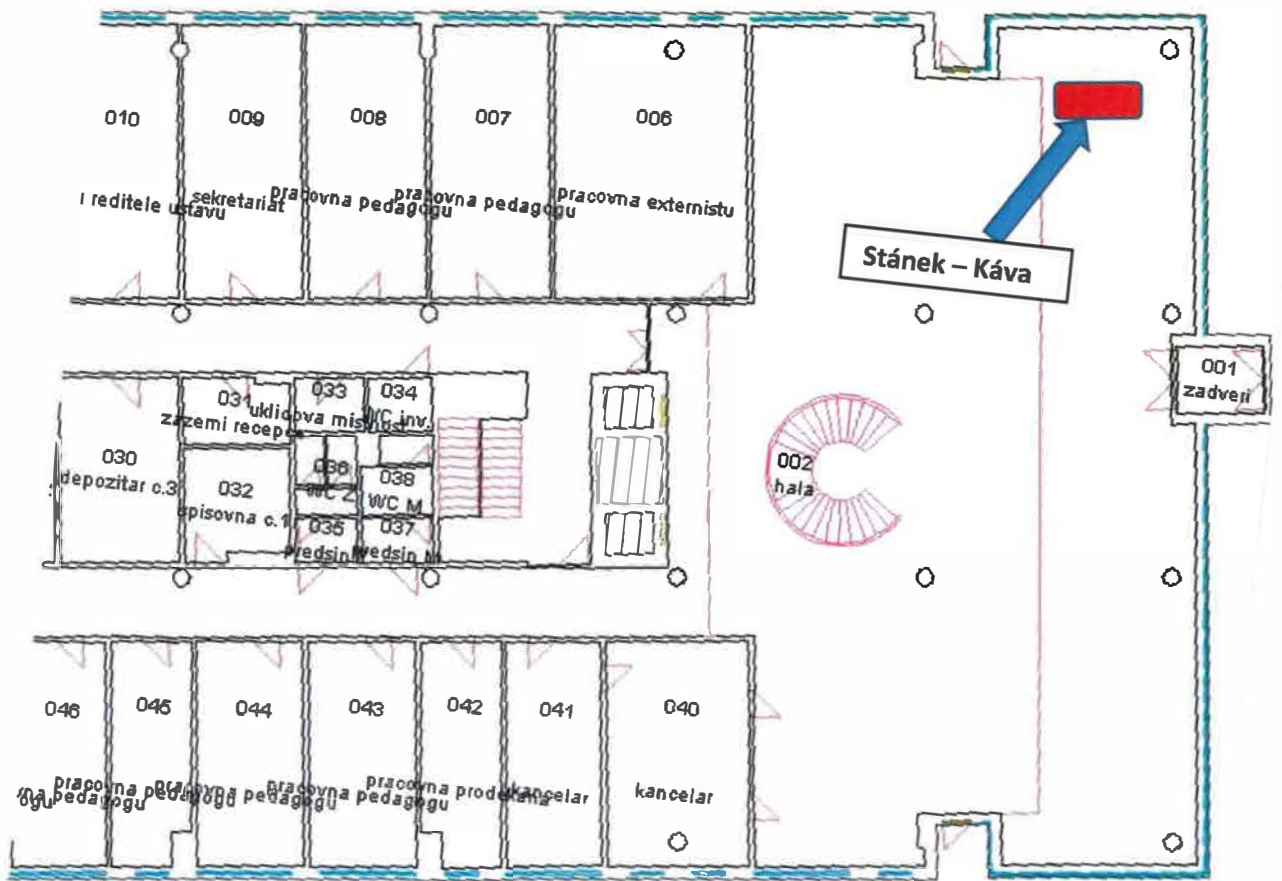 010
009
008
007
006
reditele ustavu
sekretariat
pracovna pedagogu
pracovna pedagogu
pracovna externistu
Stánek – Káva
001
zadveri
031
zazemi recepce
033
uklidova mistnost
034
WC inv.
030
depozitar c.3
032
spisovna c.1
036
WC Z
038
WC M
035
predsin
037
predsin
002
hala
046
045
044
043
042
041
040
pedagogu
pracovna pedagogu
pracovna pedagogu
pracovna pedagogu
pracovna prodekana
kancelar
kancelar